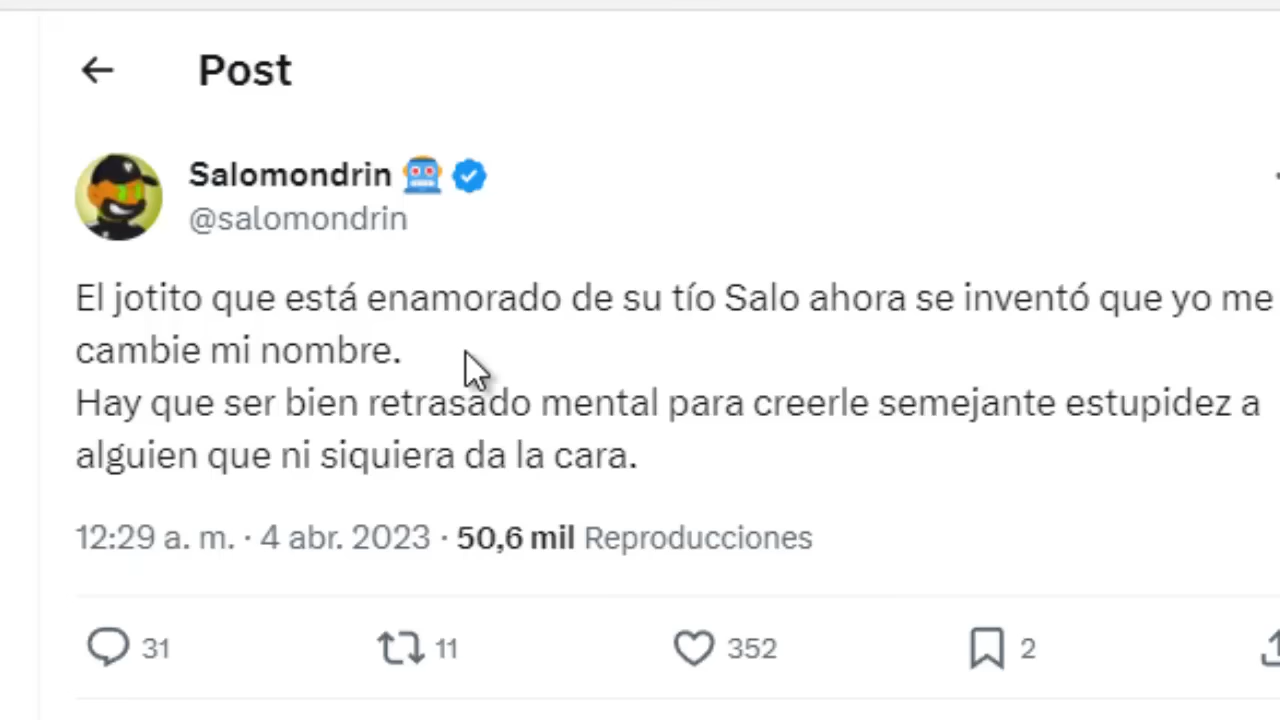 Post
Salomondrin
@salomondrin
El jotito que está enamorado de su tío Salo ahora se inventó que yo me
cambie mi nombre.
Hay que ser bien retrasado mental para creerle semejante estupidez a
alguien que ni siquiera da la cara.
12:29 a. m. · 4 abr. 2023 · 50,6 mil Reproducciones
31 11 352 2